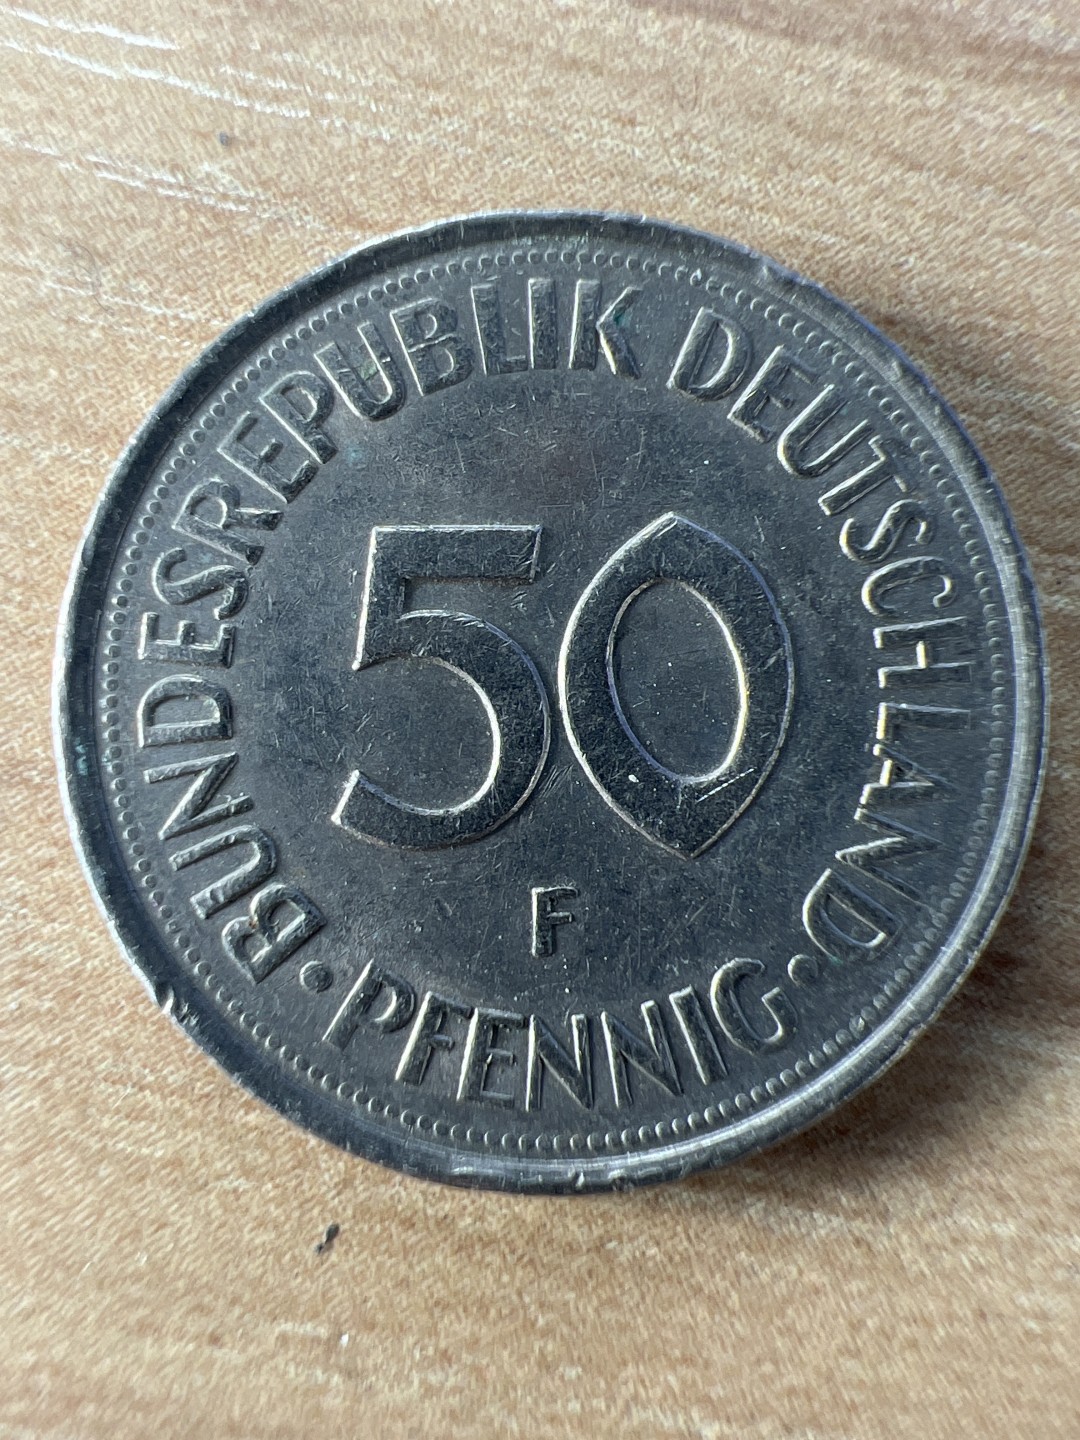 BUNDESREPUBLIK DEUTSCHLAND
50
F
· PFENNIG ·